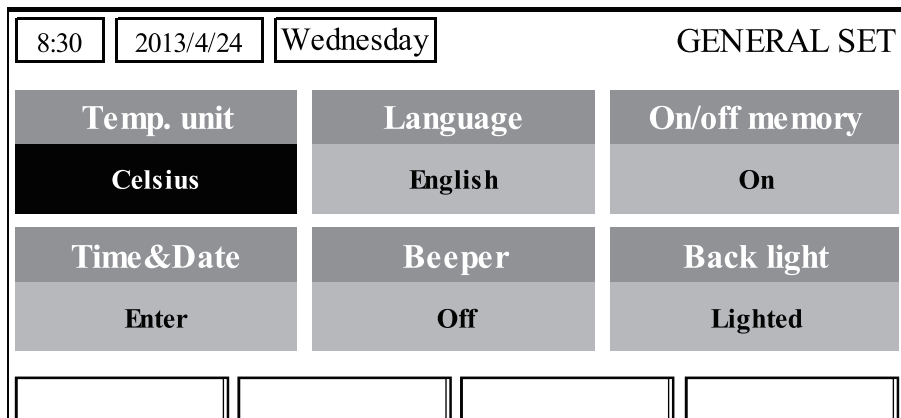 8:30 2013/4/24 Wednesday GENERAL SET
Temp. unit Language On/off memory
Celsius English On
Time&Date Beeper Back light
Enter Off Lighted